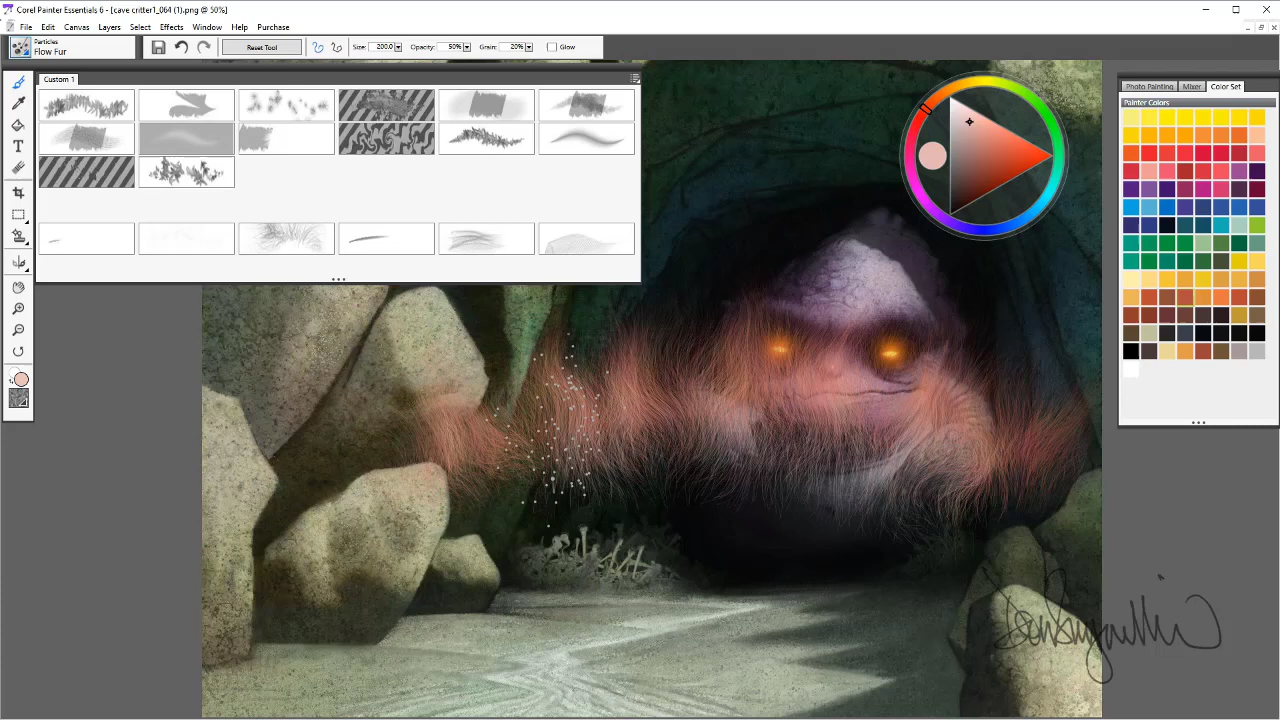 Corel Painter Essentials 6 - [cave critter1_064 (1).png @ 50%]
File Edit Canvas Layers Select Effects Window Help Purchase
Particles
Flow Fur
Reset Tool Size: 200.0 Opacity: 50% Grain: 20% Glow
Custom 1
Photo Painting Mixer Color Set
Painter Colors